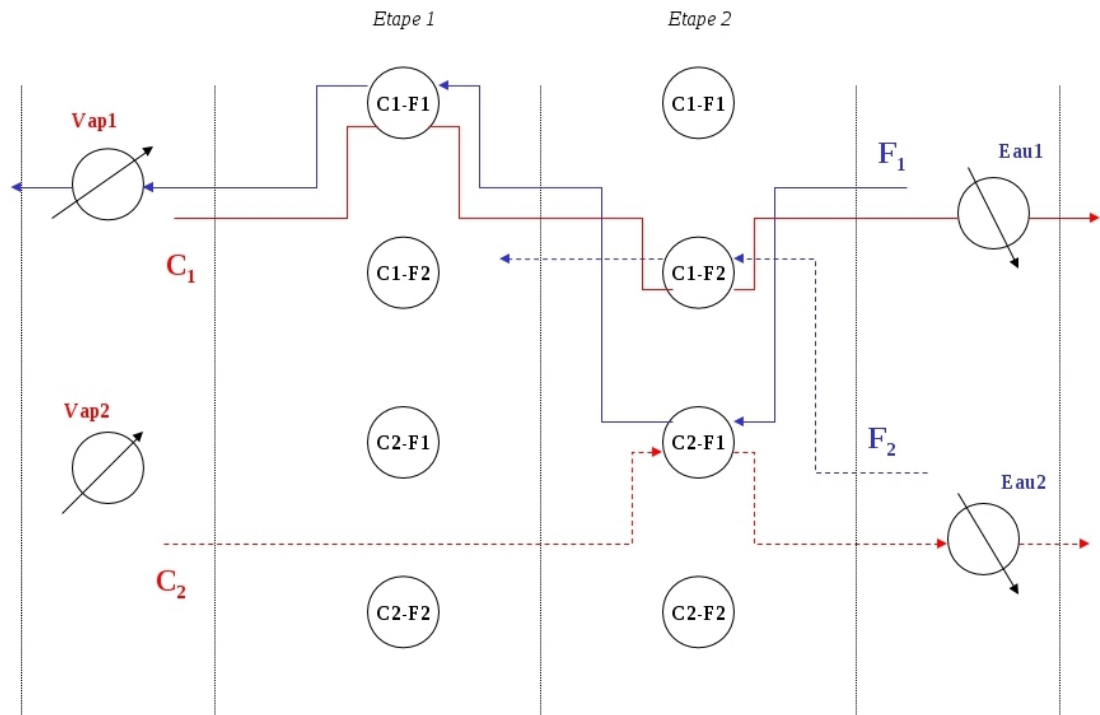 Etape 1
Etape 2
C1-F1
C1-F1
Vap1
F1
Eau1
C1
C1-F2
C1-F2
Vap2
C2-F1
C2-F1
F2
Eau2
C2
C2-F2
C2-F2